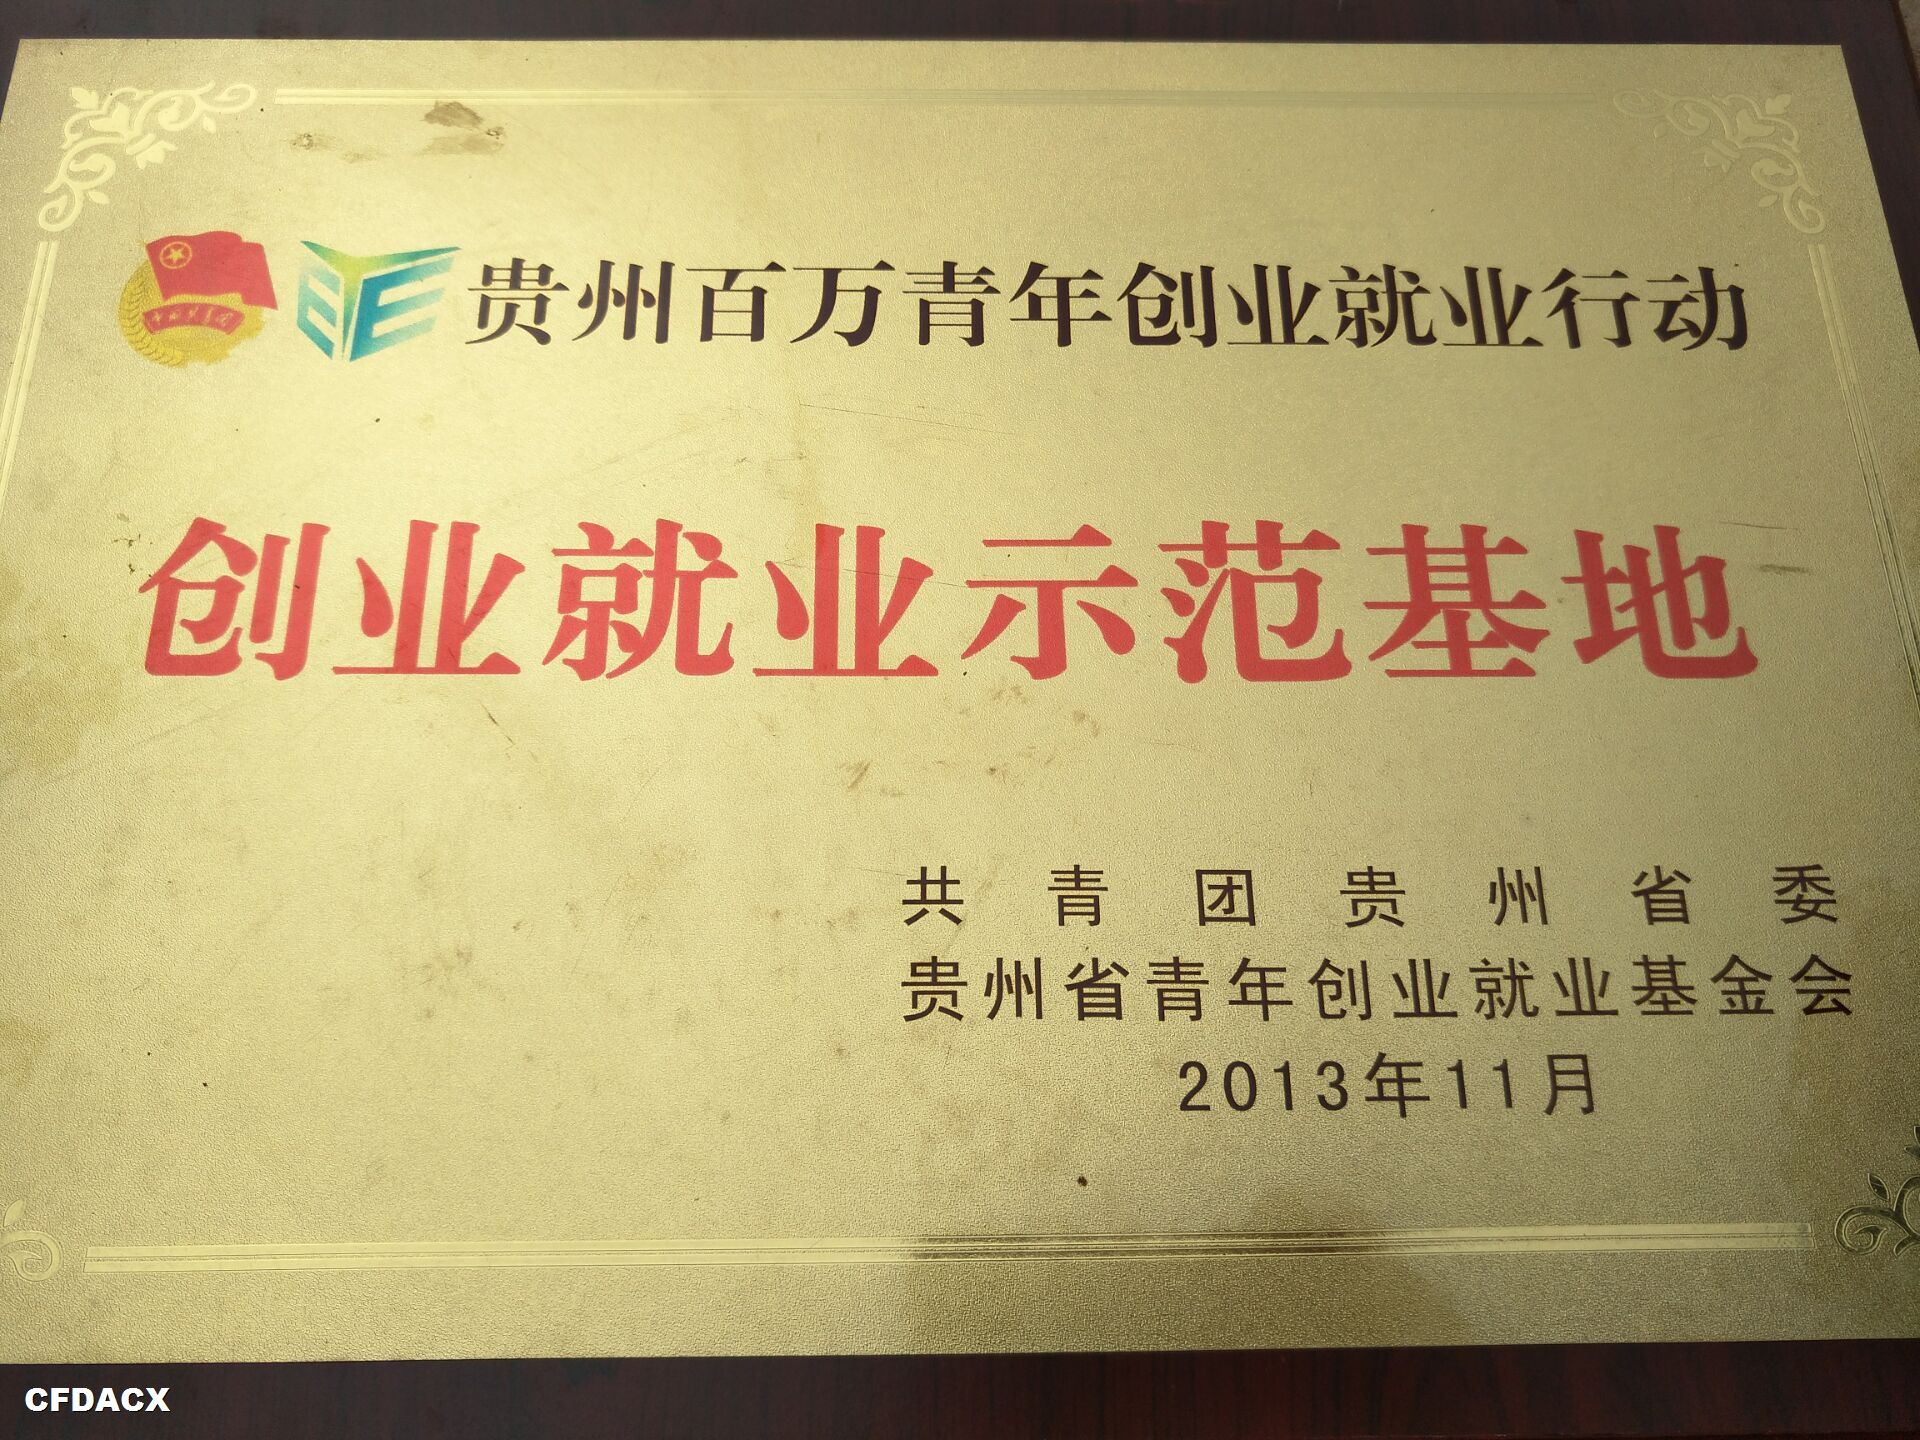 贵州百万青年创业就业行动
创业就业示范基地
共青团贵州省委
贵州省青年创业就业基金会
2013年11月
CFDACX